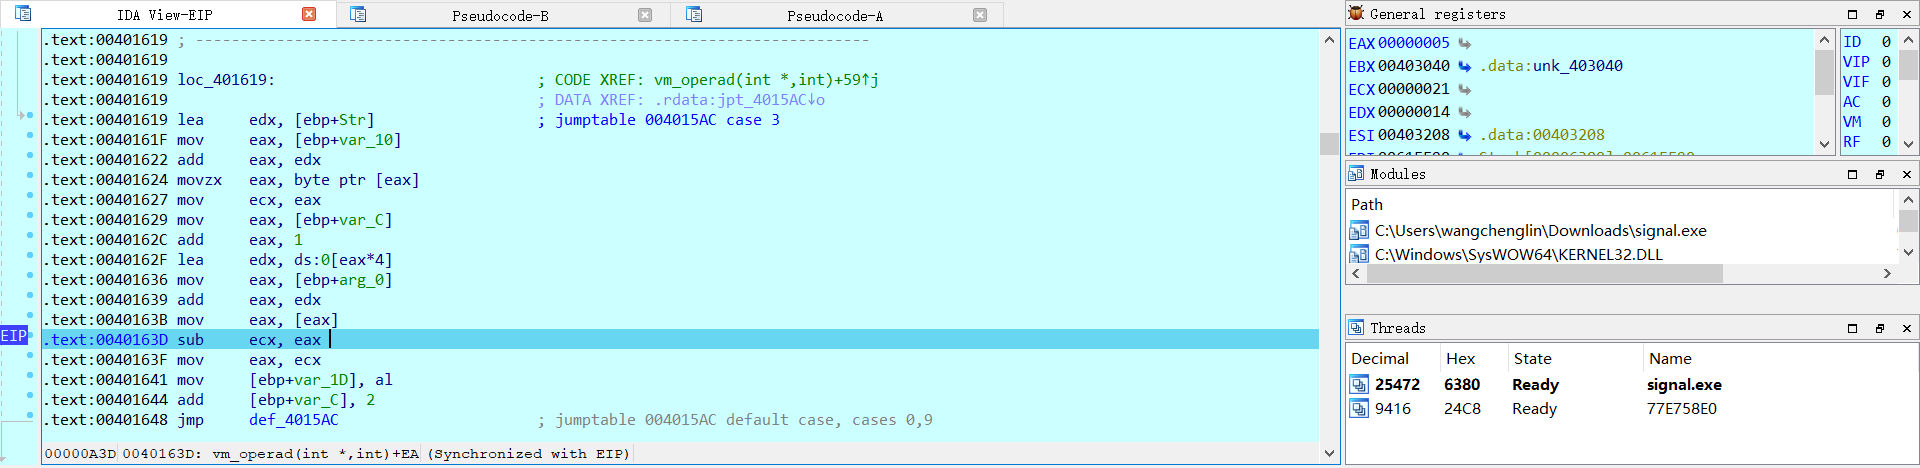 IDA View-EIP
Pseudocode-B
Pseudocode-A
.text:00401619 ; ---------------------------------------------------------------------------
.text:00401619
.text:00401619 loc_401619: ; CODE XREF: vm_operad(int *,int)+59↑j
.text:00401619 ; DATA XREF: .rdata:jpt_4015AC↓o
.text:00401619 lea edx, [ebp+Str] ; jumptable 004015AC case 3
.text:0040161F mov eax, [ebp+var_10]
.text:00401622 add eax, edx
.text:00401624 movzx eax, byte ptr [eax]
.text:00401627 mov ecx, eax
.text:00401629 mov eax, [ebp+var_C]
.text:0040162C add eax, 1
.text:0040162F lea edx, ds:0[eax*4]
.text:00401636 mov eax, [ebp+arg_0]
.text:00401639 add eax, edx
.text:0040163B mov eax, [eax]
EIP .text:0040163D sub ecx, eax
.text:0040163F mov eax, ecx
.text:00401641 mov [ebp+var_1D], al
.text:00401644 add [ebp+var_C], 2
.text:00401648 jmp def_4015AC ; jumptable 004015AC default case, cases 0,9
00000A3D 0040163D: vm_operad(int *,int)+EA (Synchronized with EIP)
General registers
EAX 00000005
EBX 00403040 .data:unk_403040
ECX 00000021
EDX 00000014
ESI 00403208 .data:00403208
ID 0
VIP 0
VIF 0
AC 0
VM 0
RF 0
Modules
Path
C:\Users\wangchenglin\Downloads\signal.exe
C:\Windows\SysWOW64\KERNEL32.DLL
Threads
Decimal Hex State Name
25472 6380 Ready signal.exe
9416 24C8 Ready 77E758E0